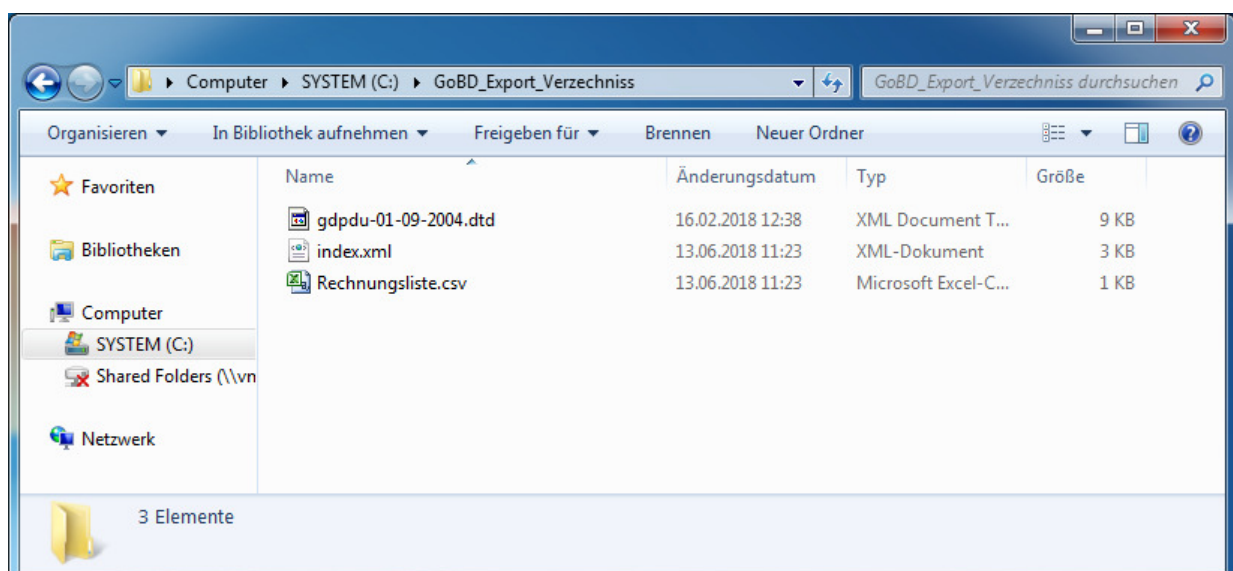 Computer SYSTEM (C:) GoBD_Export_Verzechniss GoBD_Export_Verzechniss durchsuchen
Organisieren In Bibliothek aufnehmen Freigeben für Brennen Neuer Ordner
Favoriten
Bibliotheken
Computer
SYSTEM (C:)
Shared Folders (\\vn
Netzwerk
Name Änderungsdatum Typ Größe
gdpdu-01-09-2004.dtd 16.02.2018 12:38 XML Document T... 9 KB
index.xml 13.06.2018 11:23 XML-Dokument 3 KB
Rechnungsliste.csv 13.06.2018 11:23 Microsoft Excel-C... 1 KB
3 Elemente